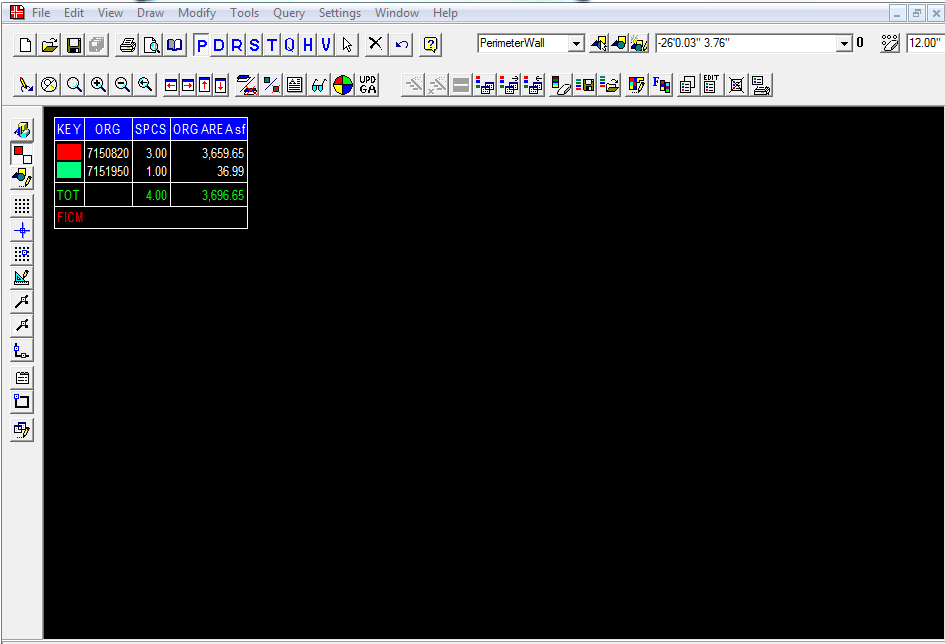 File Edit View Draw Modify Tools Query Settings Window Help
P D R S T Q H V PerimeterWall -26'0.03" 3.76" 0 12.00"
UPD
GA
EDIT
KEY ORG SPCS ORG AREA sf
7150820 3.00 3,659.65
7151950 1.00 36.99
TOT 4.00 3,696.65
FICM